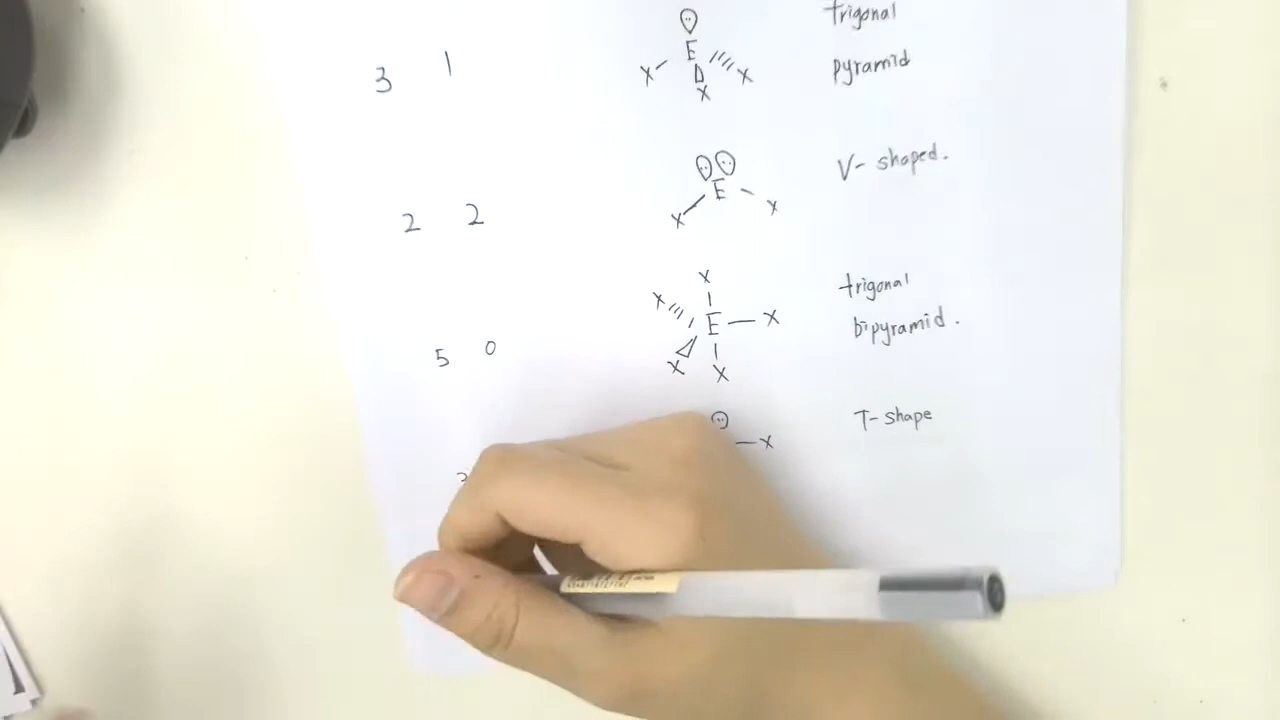 3 1 E X X X trigonal
pyramid
2 2 E X X V-shaped.
5 0 X X E X X X trigonal
bipyramid.
X T-shape